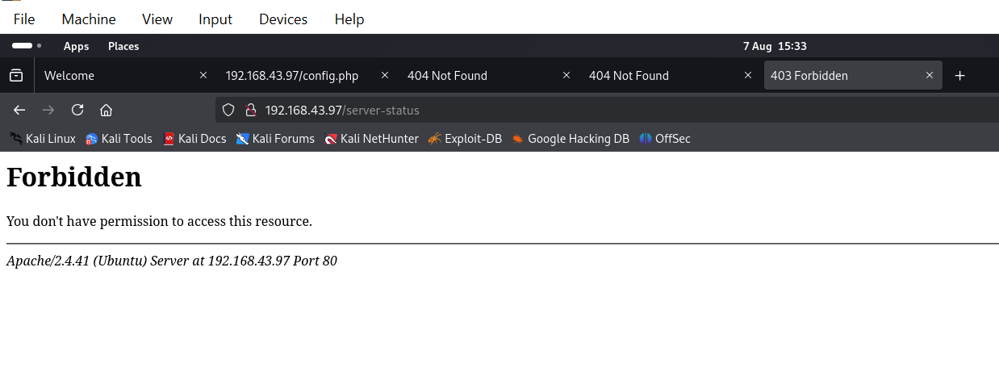 File Machine View Input Devices Help
Apps Places 7 Aug 15:33
Welcome 192.168.43.97/config.php 404 Not Found 404 Not Found 403 Forbidden
192.168.43.97/server-status
Kali Linux Kali Tools Kali Docs Kali Forums Kali NetHunter Exploit-DB Google Hacking DB OffSec
Forbidden
You don't have permission to access this resource.
Apache/2.4.41 (Ubuntu) Server at 192.168.43.97 Port 80